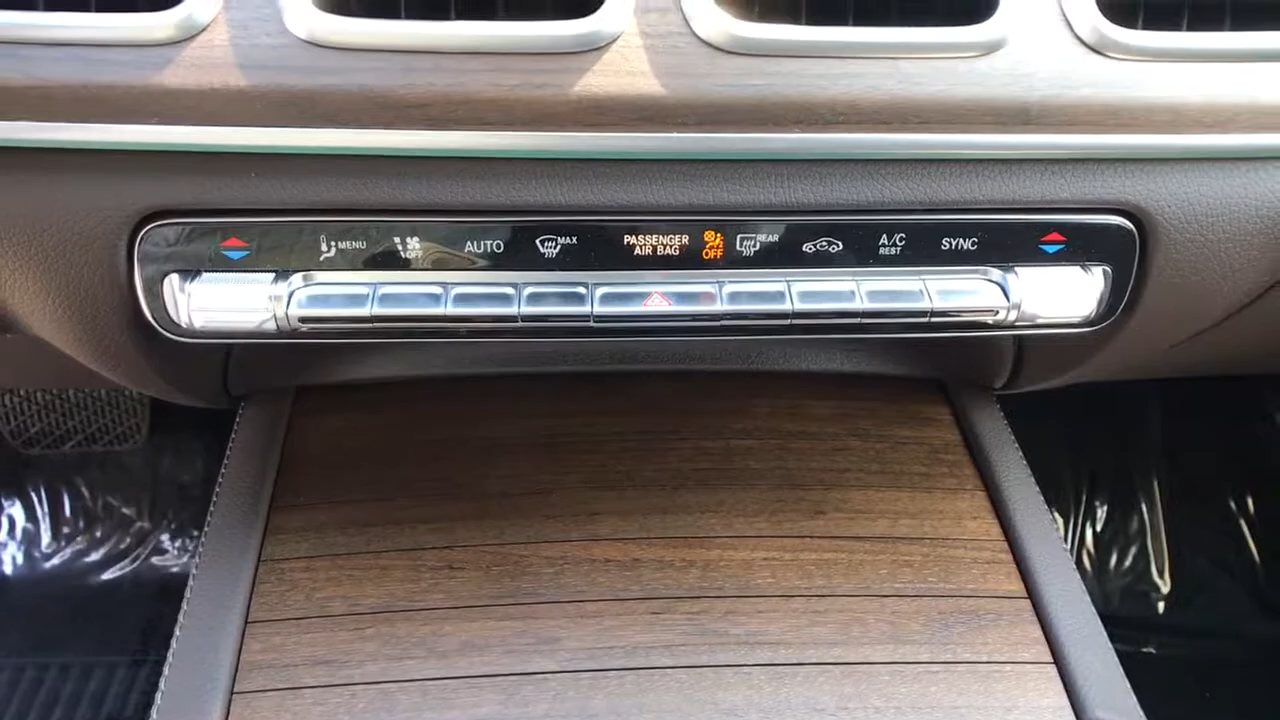 MENU
OFF
AUTO
MAX
PASSENGER
AIR BAG
OFF
REAR
A/C
REST
SYNC